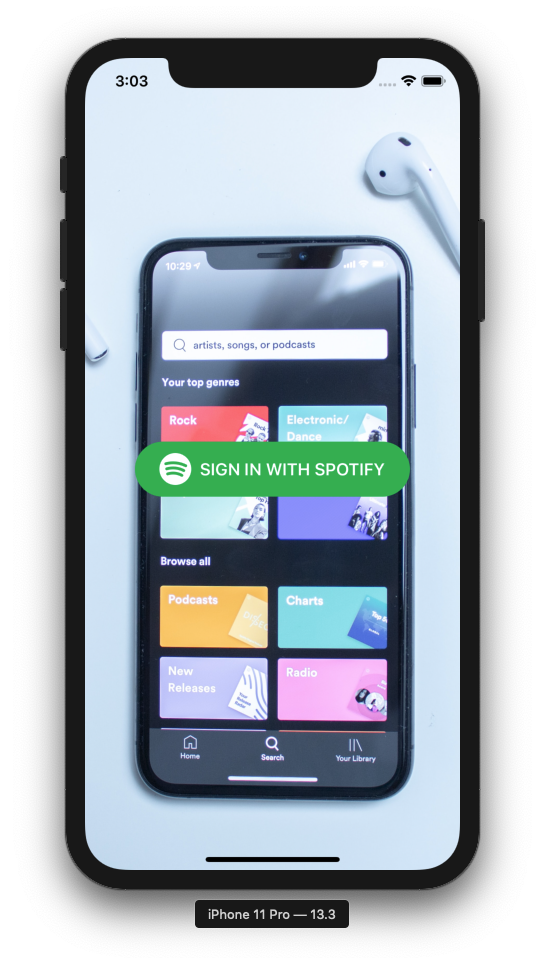 3:03
10:29
artists, songs, or podcasts
Your top genres
Rock
Electronic/
Dance
SIGN IN WITH SPOTIFY
Browse all
Podcasts
Charts
New
Releases
Radio
Home
Search
Your Library
iPhone 11 Pro — 13.3